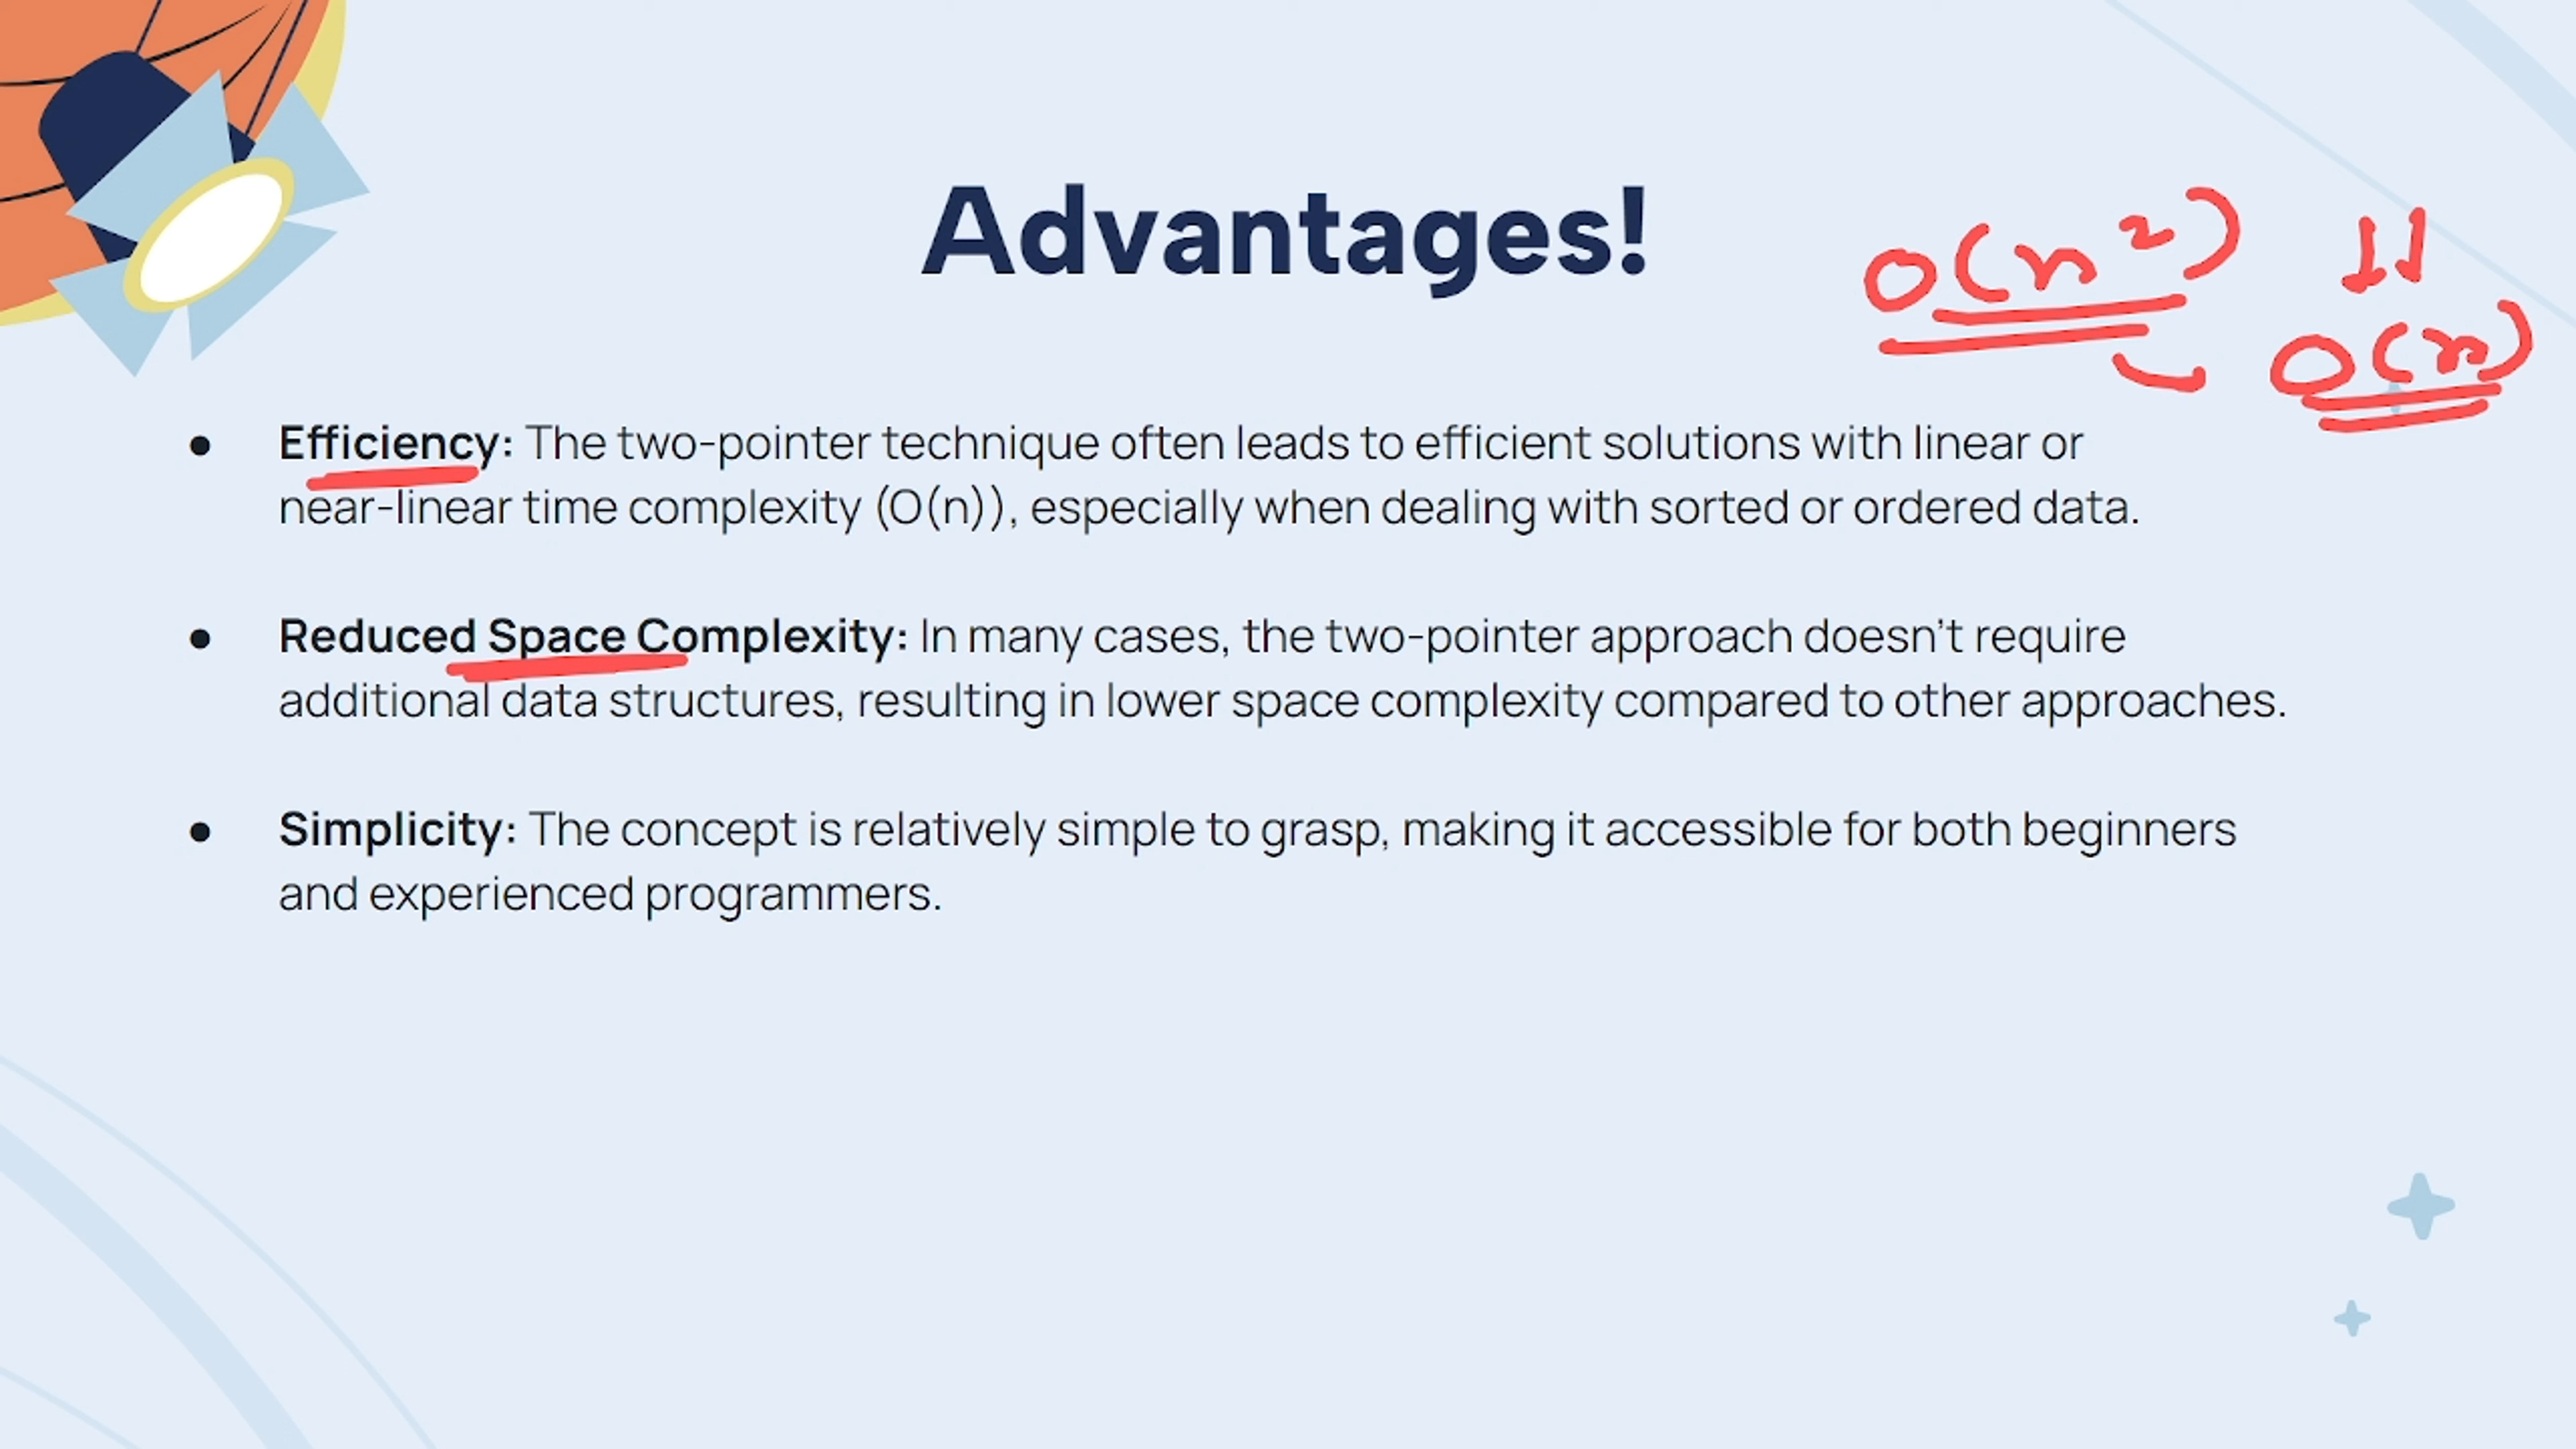 Advantages!
O(n²)
O(n)
● Efficiency: The two-pointer technique often leads to efficient solutions with linear or
near-linear time complexity (O(n)), especially when dealing with sorted or ordered data.
● Reduced Space Complexity: In many cases, the two-pointer approach doesn't require
additional data structures, resulting in lower space complexity compared to other approaches.
● Simplicity: The concept is relatively simple to grasp, making it accessible for both beginners
and experienced programmers.